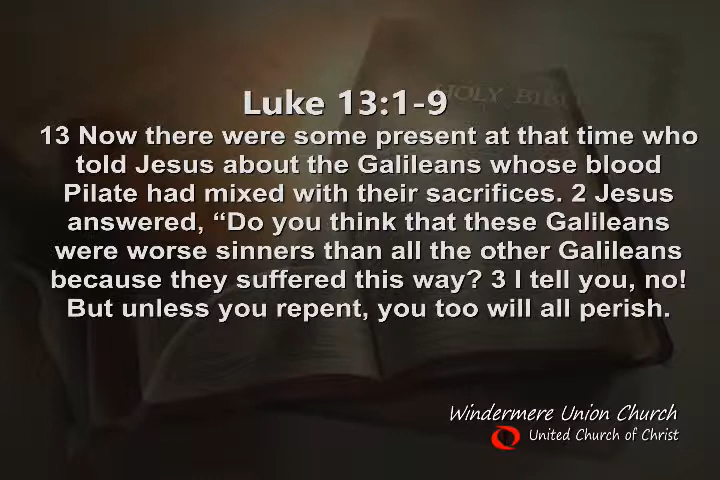 HOLY BIBLE
Luke 13:1-9
13 Now there were some present at that time who
told Jesus about the Galileans whose blood
Pilate had mixed with their sacrifices. 2 Jesus
answered, “Do you think that these Galileans
were worse sinners than all the other Galileans
because they suffered this way? 3 I tell you, no!
But unless you repent, you too will all perish.
Windermere Union Church
United Church of Christ